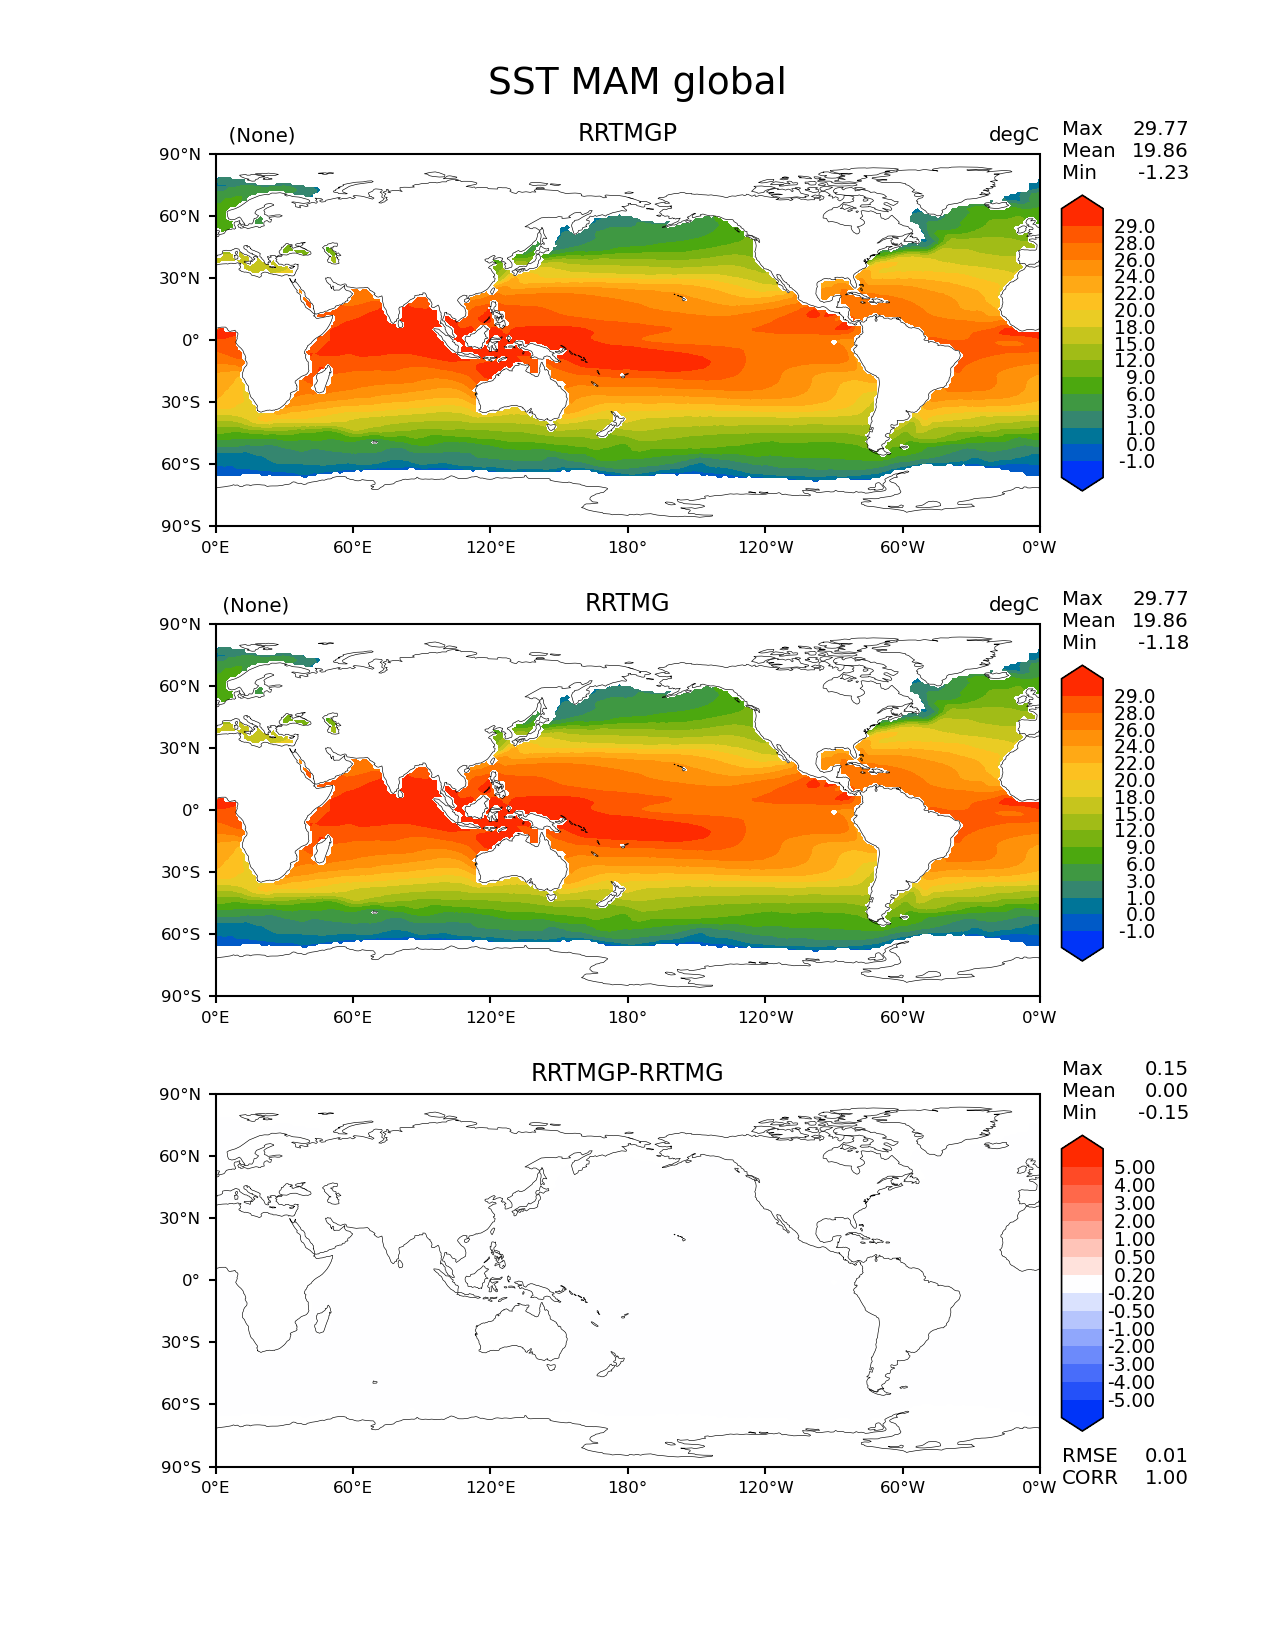 SST MAM global
(None) RRTMGP degC
Max 29.77
Mean 19.86
Min -1.23
90°N
60°N
30°N
0°
30°S
60°S
90°S
0°E 60°E 120°E 180° 120°W 60°W 0°W
29.0
28.0
26.0
24.0
22.0
20.0
18.0
15.0
12.0
9.0
6.0
3.0
1.0
0.0
-1.0
(None) RRTMG degC
Max 29.77
Mean 19.86
Min -1.18
90°N
60°N
30°N
0°
30°S
60°S
90°S
0°E 60°E 120°E 180° 120°W 60°W 0°W
29.0
28.0
26.0
24.0
22.0
20.0
18.0
15.0
12.0
9.0
6.0
3.0
1.0
0.0
-1.0
RRTMGP-RRTMG
Max 0.15
Mean 0.00
Min -0.15
90°N
60°N
30°N
0°
30°S
60°S
90°S
0°E 60°E 120°E 180° 120°W 60°W 0°W
5.00
4.00
3.00
2.00
1.00
0.50
0.20
-0.20
-0.50
-1.00
-2.00
-3.00
-4.00
-5.00
RMSE 0.01
CORR 1.00